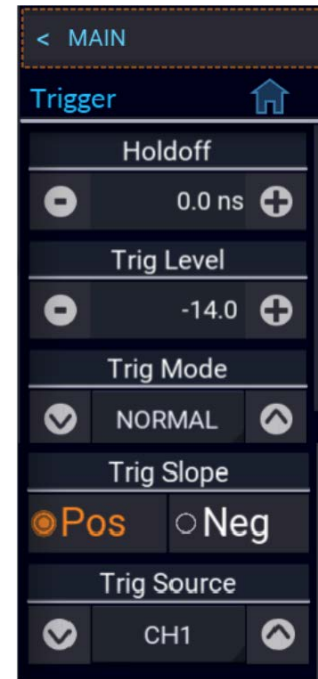 < MAIN
Trigger
Holdoff
0.0 ns
Trig Level
-14.0
Trig Mode
NORMAL
Trig Slope
Pos Neg
Trig Source
CH1